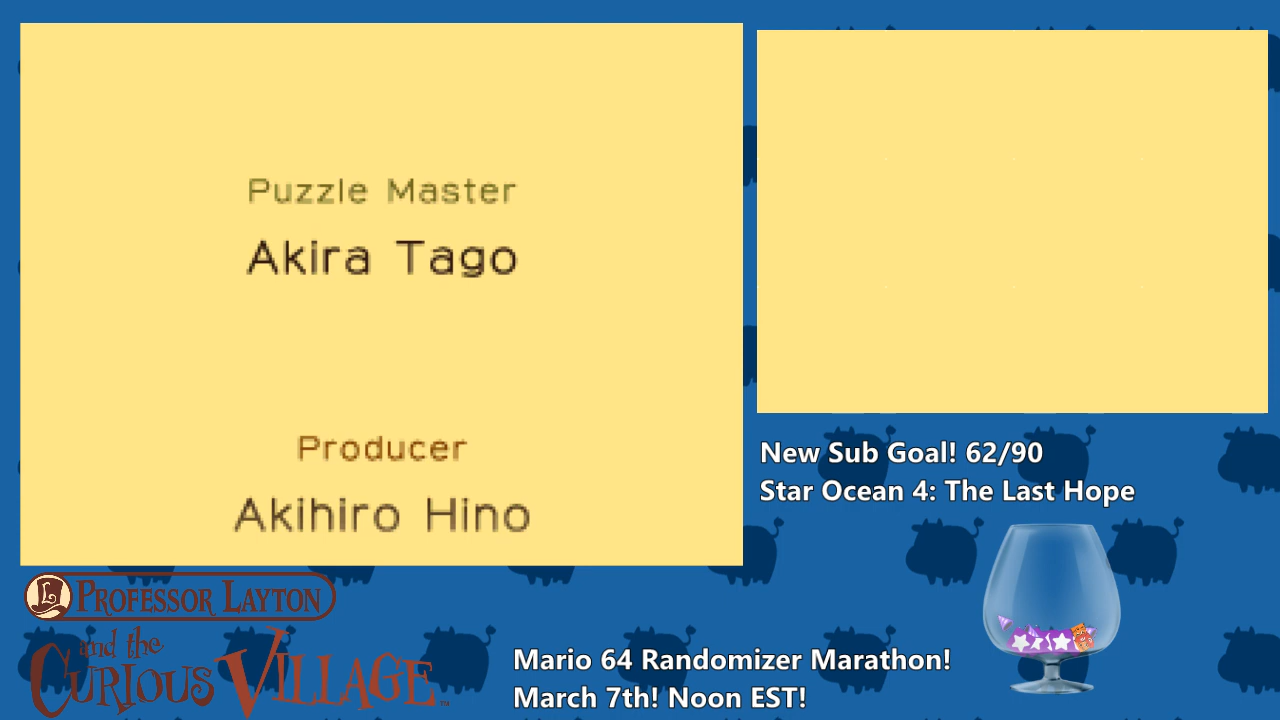 Puzzle Master
Akira Tago
Producer
Akihiro Hino
New Sub Goal! 62/90
Star Ocean 4: The Last Hope
L PROFESSOR LAYTON
and the
CURIOUS VILLAGE™
Mario 64 Randomizer Marathon!
March 7th! Noon EST!